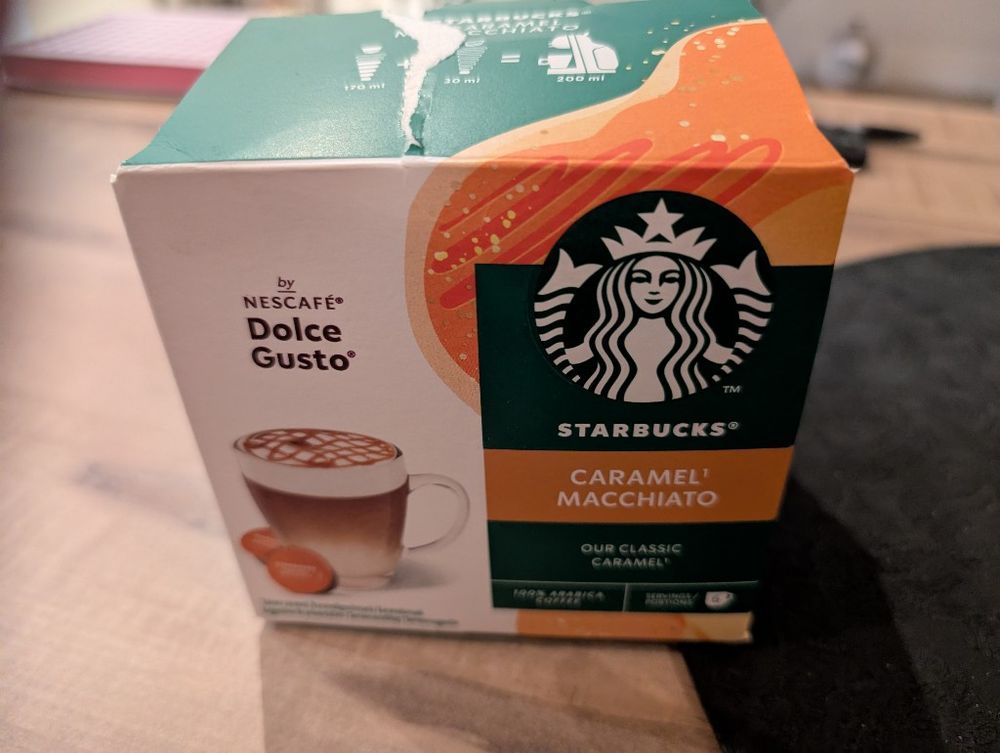 STARBUCKS®
CARAMEL
MACCHIATO
170 ml
30 ml
=
200 ml
by
NESCAFÉ®
Dolce
Gusto®
TM
STARBUCKS®
CARAMEL¹
MACCHIATO
OUR CLASSIC
CARAMEL¹
100% ARABICA
COFFEE
SERVINGS/
PORTIONS